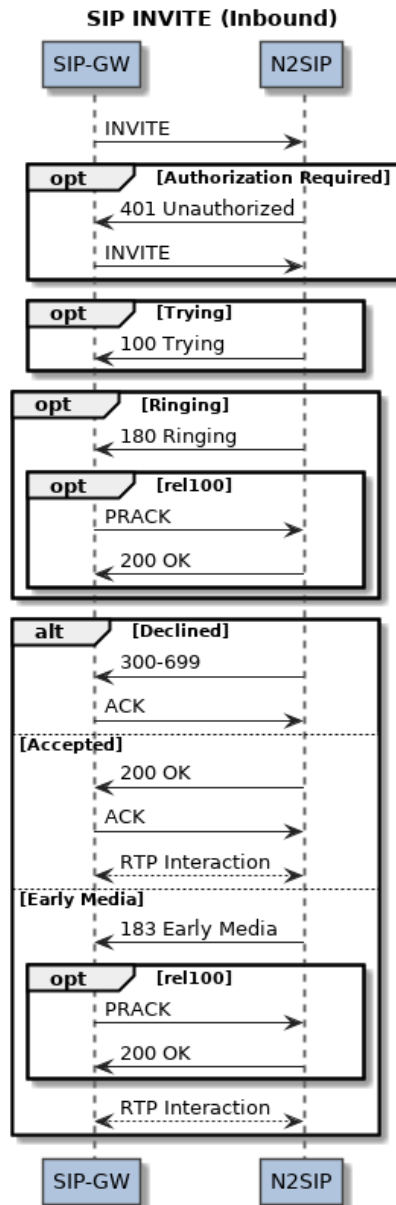 SIP INVITE (Inbound)
SIP-GW N2SIP
INVITE
opt [Authorization Required]
401 Unauthorized
INVITE
opt [Trying]
100 Trying
opt [Ringing]
180 Ringing
opt [rel100]
PRACK
200 OK
alt [Declined]
300-699
ACK
[Accepted]
200 OK
ACK
RTP Interaction
[Early Media]
183 Early Media
opt [rel100]
PRACK
200 OK
RTP Interaction
SIP-GW N2SIP